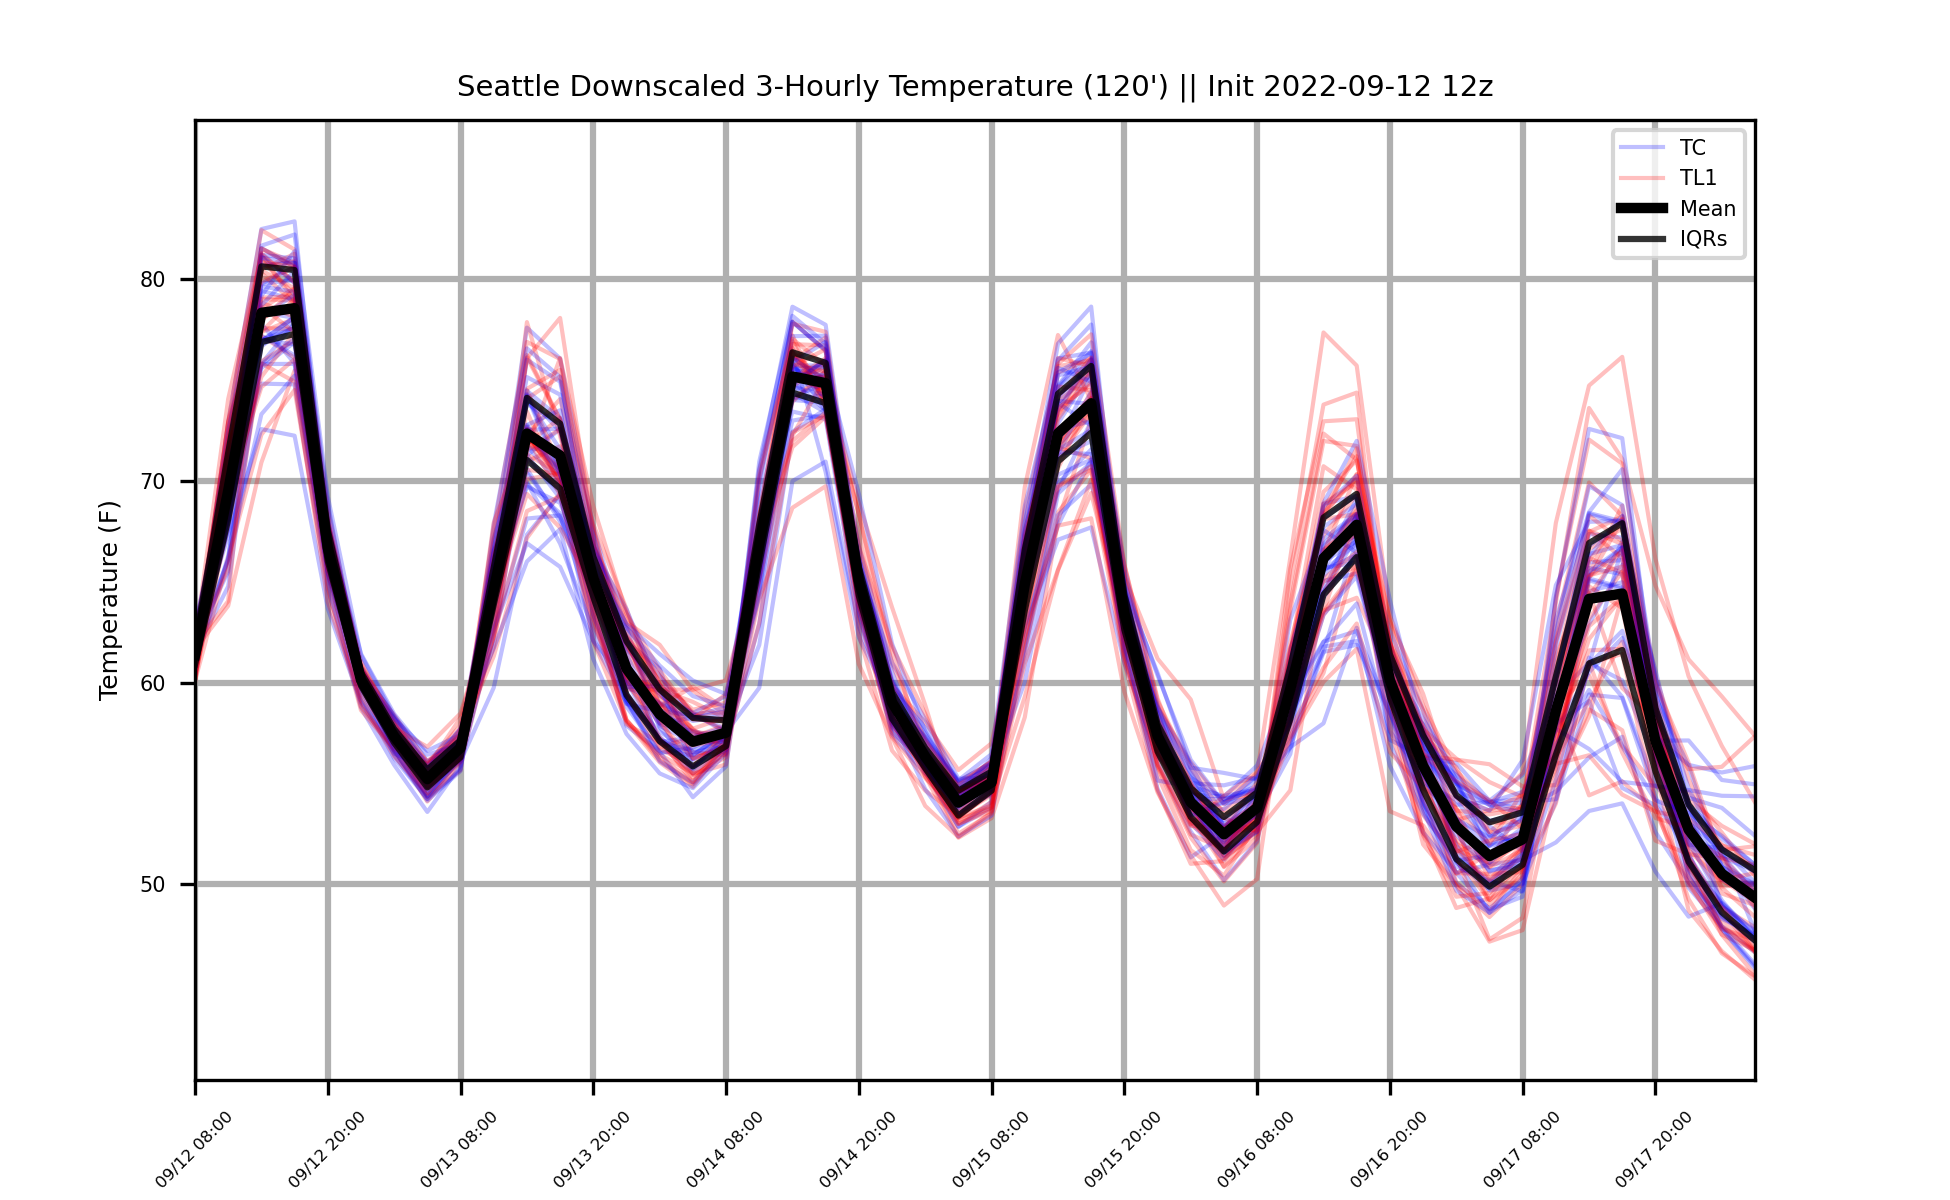 Seattle Downscaled 3-Hourly Temperature (120') || Init 2022-09-12 12z
TC
TL1
Mean
IQRs
Temperature (F)
80
70
60
50
09/12 08:00
09/12 20:00
09/13 08:00
09/13 20:00
09/14 08:00
09/14 20:00
09/15 08:00
09/15 20:00
09/16 08:00
09/16 20:00
09/17 08:00
09/17 20:00